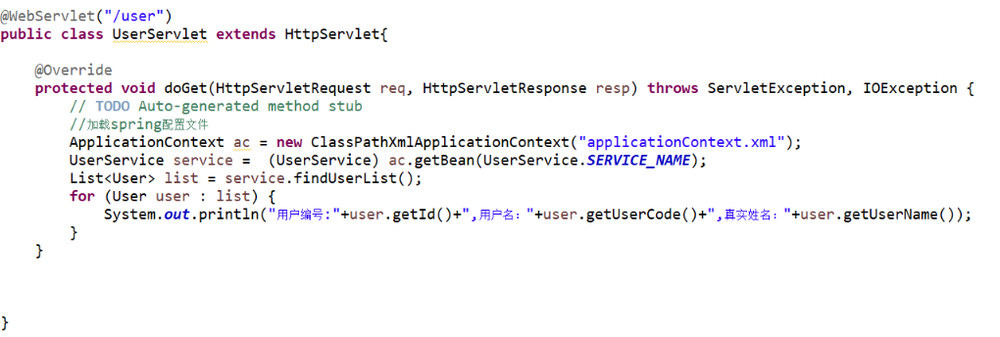 @WebServlet("/user")
public class UserServlet extends HttpServlet{
@Override
protected void doGet(HttpServletRequest req, HttpServletResponse resp) throws ServletException, IOException {
// TODO Auto-generated method stub
//加载spring配置文件
ApplicationContext ac = new ClassPathXmlApplicationContext("applicationContext.xml");
UserService service =  (UserService) ac.getBean(UserService.SERVICE_NAME);
List<User> list = service.findUserList();
for (User user : list) {
System.out.println("用户编号:"+user.getId()+",用户名："+user.getUserCode()+",真实姓名："+user.getUserName());
}
}
}